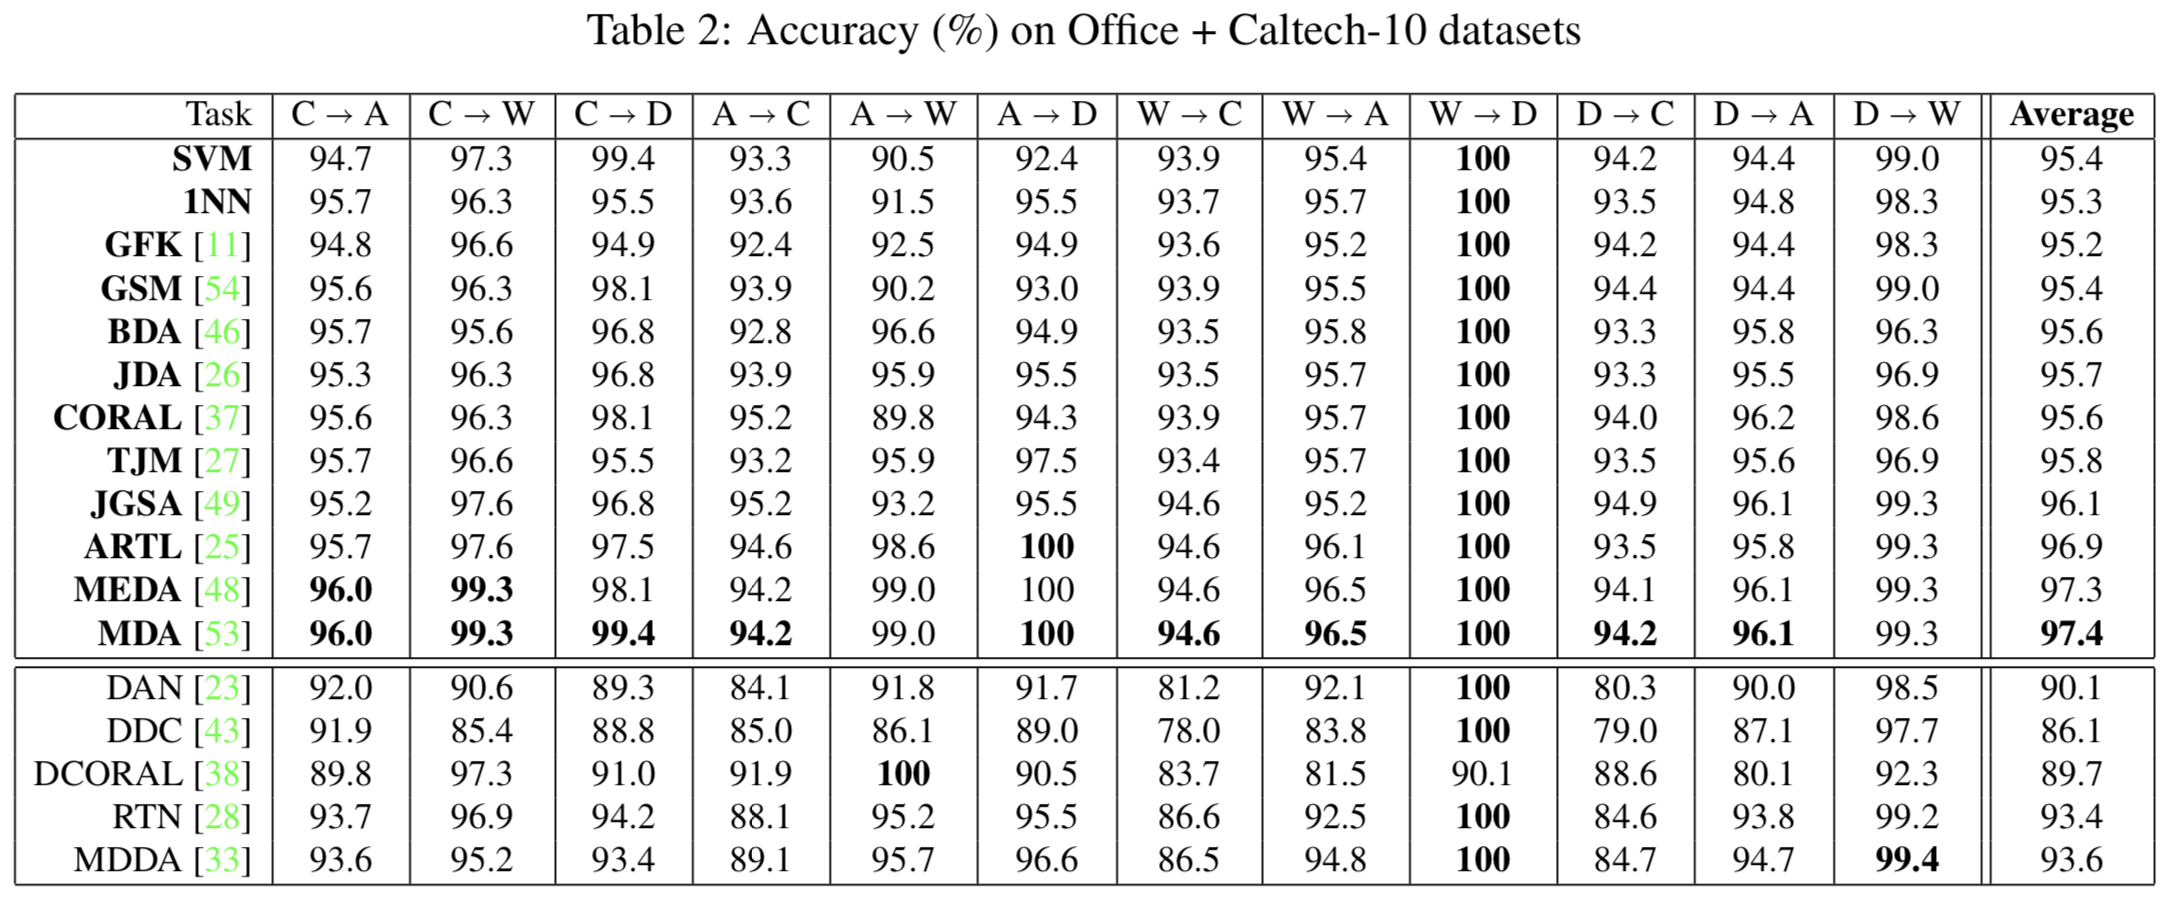 Table 2: Accuracy (%) on Office + Caltech-10 datasets
Task C → A C → W C → D A → C A → W A → D W → C W → A W → D D → C D → A D → W Average
SVM 94.7 97.3 99.4 93.3 90.5 92.4 93.9 95.4 100 94.2 94.4 99.0 95.4
1NN 95.7 96.3 95.5 93.6 91.5 95.5 93.7 95.7 100 93.5 94.8 98.3 95.3
GFK [11] 94.8 96.6 94.9 92.4 92.5 94.9 93.6 95.2 100 94.2 94.4 98.3 95.2
GSM [54] 95.6 96.3 98.1 93.9 90.2 93.0 93.9 95.5 100 94.4 94.4 99.0 95.4
BDA [46] 95.7 95.6 96.8 92.8 96.6 94.9 93.5 95.8 100 93.3 95.8 96.3 95.6
JDA [26] 95.3 96.3 96.8 93.9 95.9 95.5 93.5 95.7 100 93.3 95.5 96.9 95.7
CORAL [37] 95.6 96.3 98.1 95.2 89.8 94.3 93.9 95.7 100 94.0 96.2 98.6 95.6
TJM [27] 95.7 96.6 95.5 93.2 95.9 97.5 93.4 95.7 100 93.5 95.6 96.9 95.8
JGSA [49] 95.2 97.6 96.8 95.2 93.2 95.5 94.6 95.2 100 94.9 96.1 99.3 96.1
ARTL [25] 95.7 97.6 97.5 94.6 98.6 100 94.6 96.1 100 93.5 95.8 99.3 96.9
MEDA [48] 96.0 99.3 98.1 94.2 99.0 100 94.6 96.5 100 94.1 96.1 99.3 97.3
MDA [53] 96.0 99.3 99.4 94.2 99.0 100 94.6 96.5 100 94.2 96.1 99.3 97.4
DAN [23] 92.0 90.6 89.3 84.1 91.8 91.7 81.2 92.1 100 80.3 90.0 98.5 90.1
DDC [43] 91.9 85.4 88.8 85.0 86.1 89.0 78.0 83.8 100 79.0 87.1 97.7 86.1
DCORAL [38] 89.8 97.3 91.0 91.9 100 90.5 83.7 81.5 90.1 88.6 80.1 92.3 89.7
RTN [28] 93.7 96.9 94.2 88.1 95.2 95.5 86.6 92.5 100 84.6 93.8 99.2 93.4
MDDA [33] 93.6 95.2 93.4 89.1 95.7 96.6 86.5 94.8 100 84.7 94.7 99.4 93.6